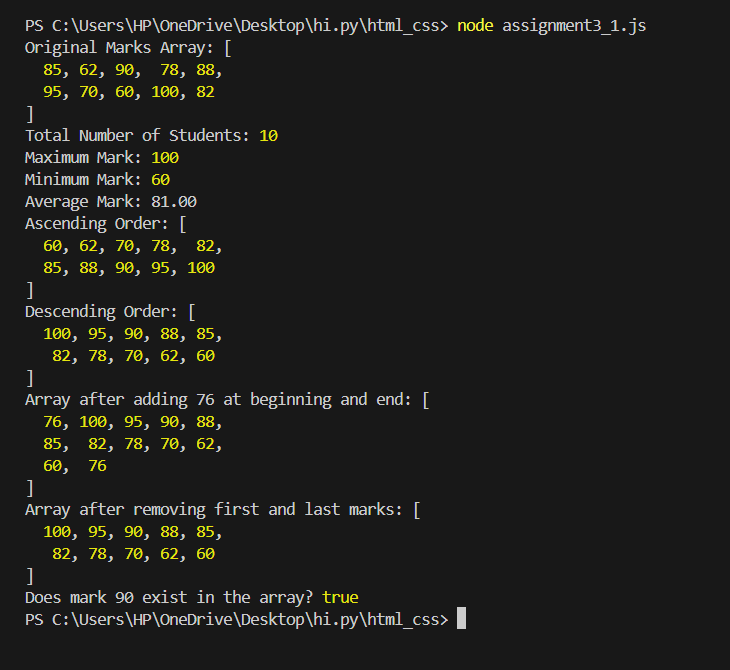 PS C:\Users\HP\OneDrive\Desktop\hi.py\html_css> node assignment3_1.js
Original Marks Array: [
  85, 62, 90,  78, 88,
  95, 70, 60, 100, 82
]
Total Number of Students: 10
Maximum Mark: 100
Minimum Mark: 60
Average Mark: 81.00
Ascending Order: [
  60, 62, 70, 78,  82,
  85, 88, 90, 95, 100
]
Descending Order: [
  100, 95, 90, 88, 85,
   82, 78, 70, 62, 60
]
Array after adding 76 at beginning and end: [
  76, 100, 95, 90, 88,
  85,  82, 78, 70, 62,
  60,  76
]
Array after removing first and last marks: [
  100, 95, 90, 88, 85,
   82, 78, 70, 62, 60
]
Does mark 90 exist in the array? true
PS C:\Users\HP\OneDrive\Desktop\hi.py\html_css>